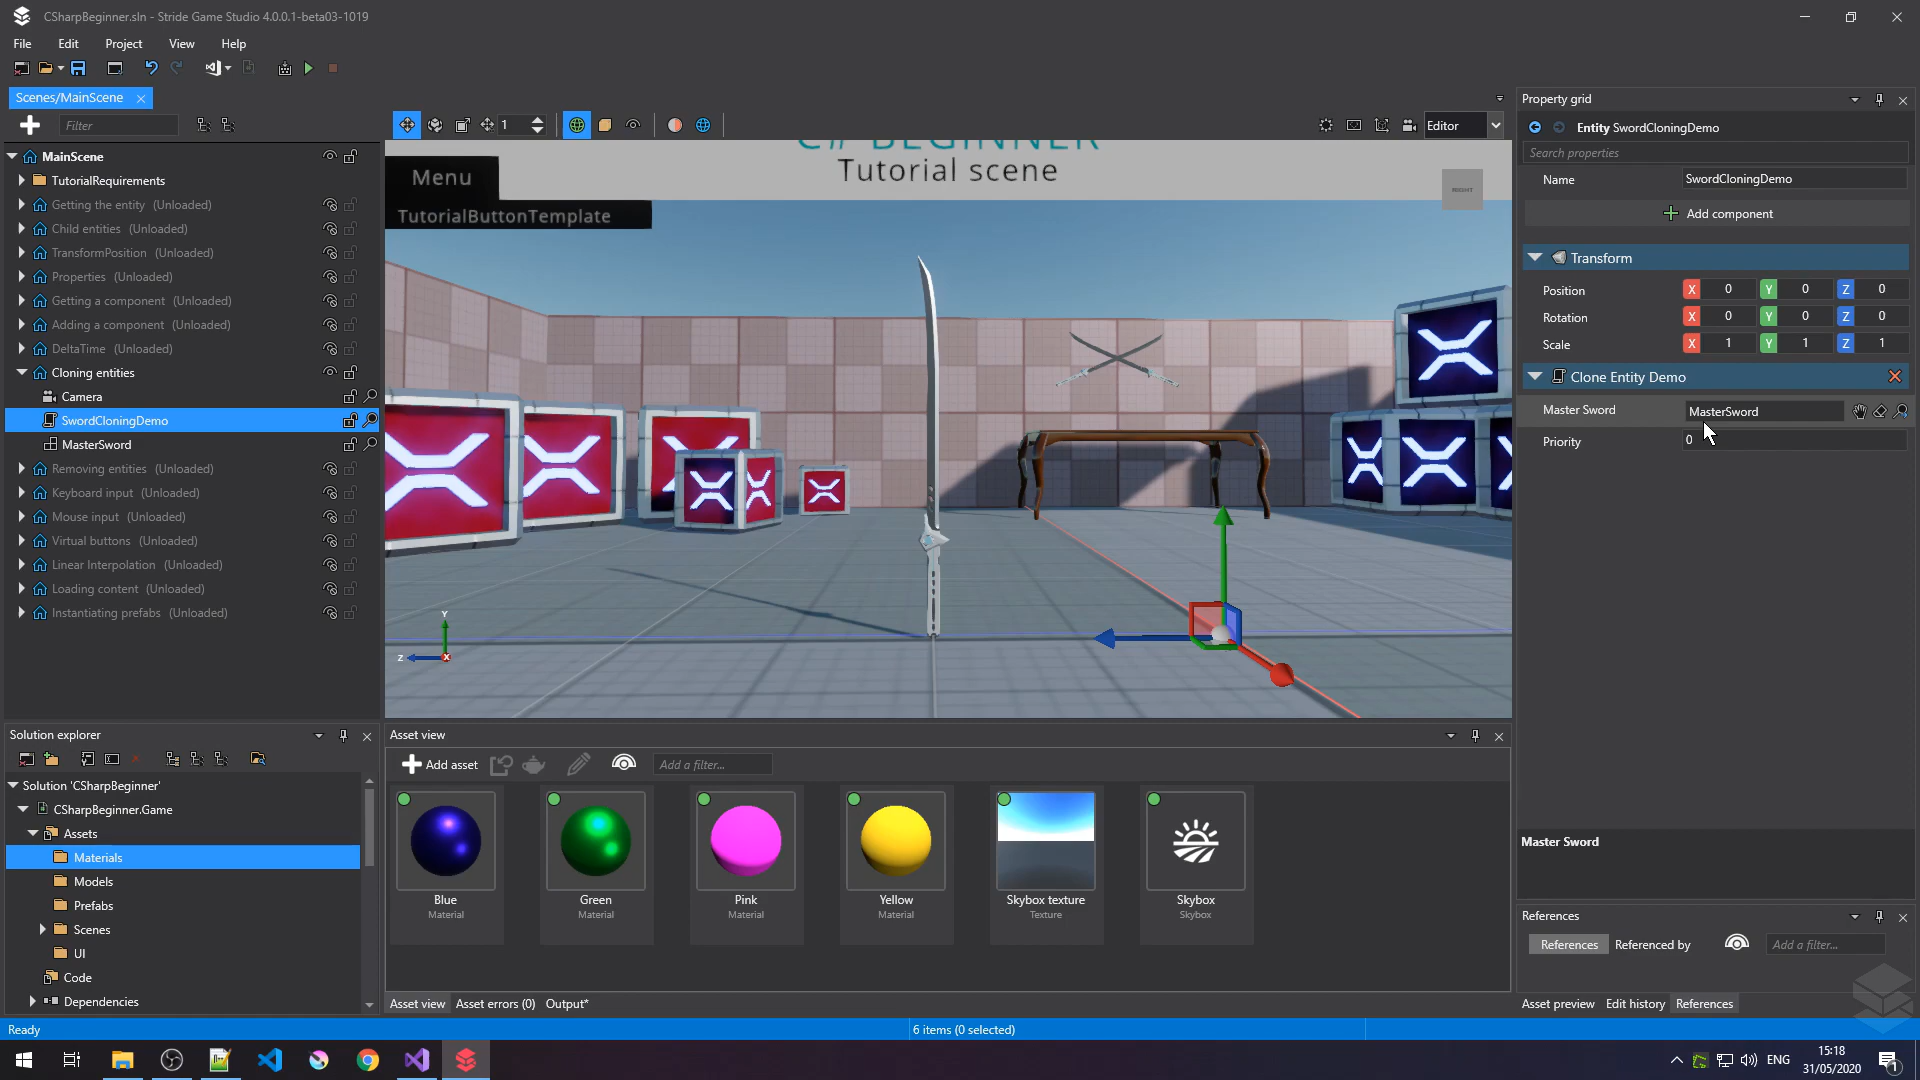 CSharpBeginner.sln - Stride Game Studio 4.0.0.1-beta03-1019
File Edit Project View Help
Scenes/MainScene
Filter
MainScene
TutorialRequirements
Getting the entity (Unloaded)
Child entities (Unloaded)
TransformPosition (Unloaded)
Properties (Unloaded)
Getting a component (Unloaded)
Adding a component (Unloaded)
DeltaTime (Unloaded)
Cloning entities
Camera
SwordCloningDemo
MasterSword
Removing entities (Unloaded)
Keyboard input (Unloaded)
Mouse input (Unloaded)
Virtual buttons (Unloaded)
Linear Interpolation (Unloaded)
Loading content (Unloaded)
Instantiating prefabs (Unloaded)
1
Editor
C# BEGINNER
Tutorial scene
Menu
TutorialButtonTemplate
RIGHT
Y
Z
X
Property grid
Entity SwordCloningDemo
Search properties
Name SwordCloningDemo
Add component
Transform
Position X 0 Y 0 Z 0
Rotation X 0 Y 0 Z 0
Scale X 1 Y 1 Z 1
Clone Entity Demo
Master Sword MasterSword
Priority 0
Master Sword
References
References Referenced by Add a filter...
Asset preview Edit history References
Solution explorer
Solution 'CSharpBeginner'
CSharpBeginner.Game
Assets
Materials
Models
Prefabs
Scenes
UI
Code
Dependencies
Asset view
Add asset Add a filter...
Blue
Material
Green
Material
Pink
Material
Yellow
Material
Skybox texture
Texture
Skybox
Skybox
Asset view Asset errors (0) Output*
Ready 6 items (0 selected)
ENG
15:18
31/05/2020
1